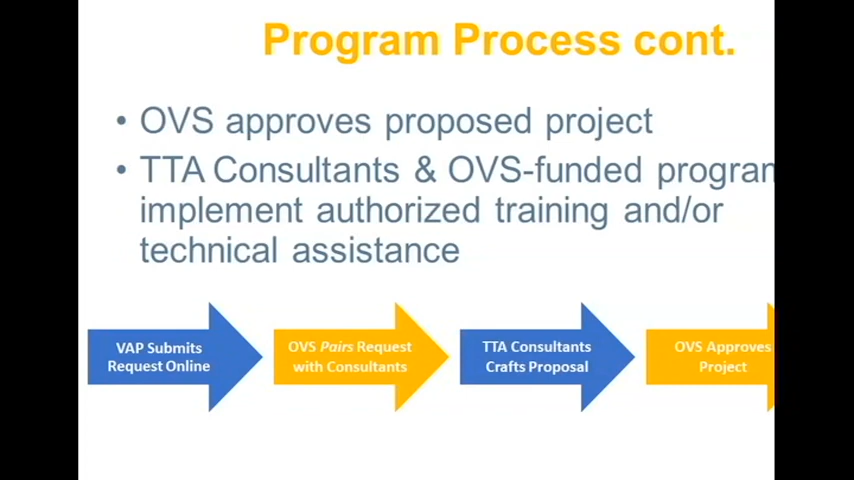 Program Process cont.
• OVS approves proposed project
• TTA Consultants & OVS-funded program
implement authorized training and/or
technical assistance
VAP Submits
Request Online
OVS Pairs Request
with Consultants
TTA Consultants
Crafts Proposal
OVS Approves
Project